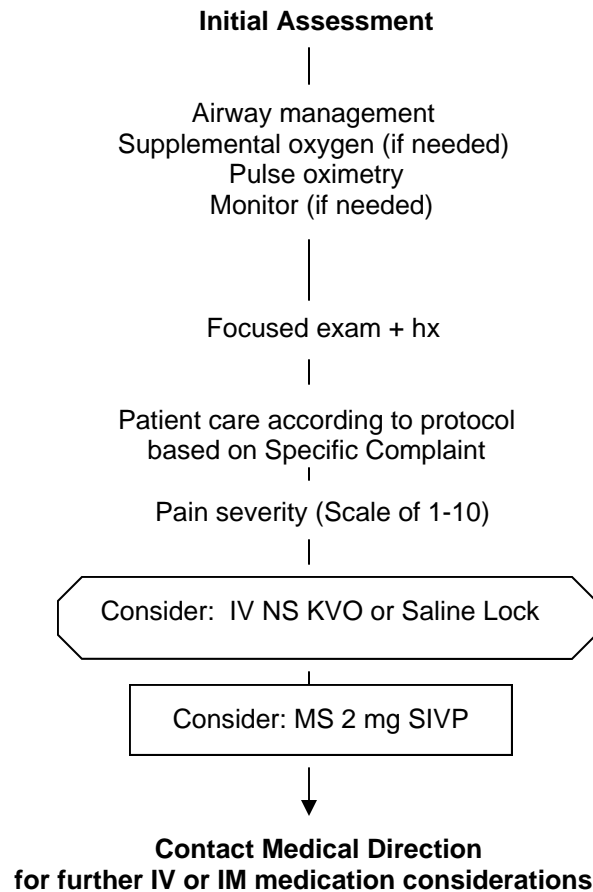 Initial Assessment
Airway management
Supplemental oxygen (if needed)
Pulse oximetry
Monitor (if needed)
Focused exam + hx
Patient care according to protocol
based on Specific Complaint
Pain severity (Scale of 1-10)
Consider:  IV NS KVO or Saline Lock
Consider: MS 2 mg SIVP
Contact Medical Direction
for further IV or IM medication considerations